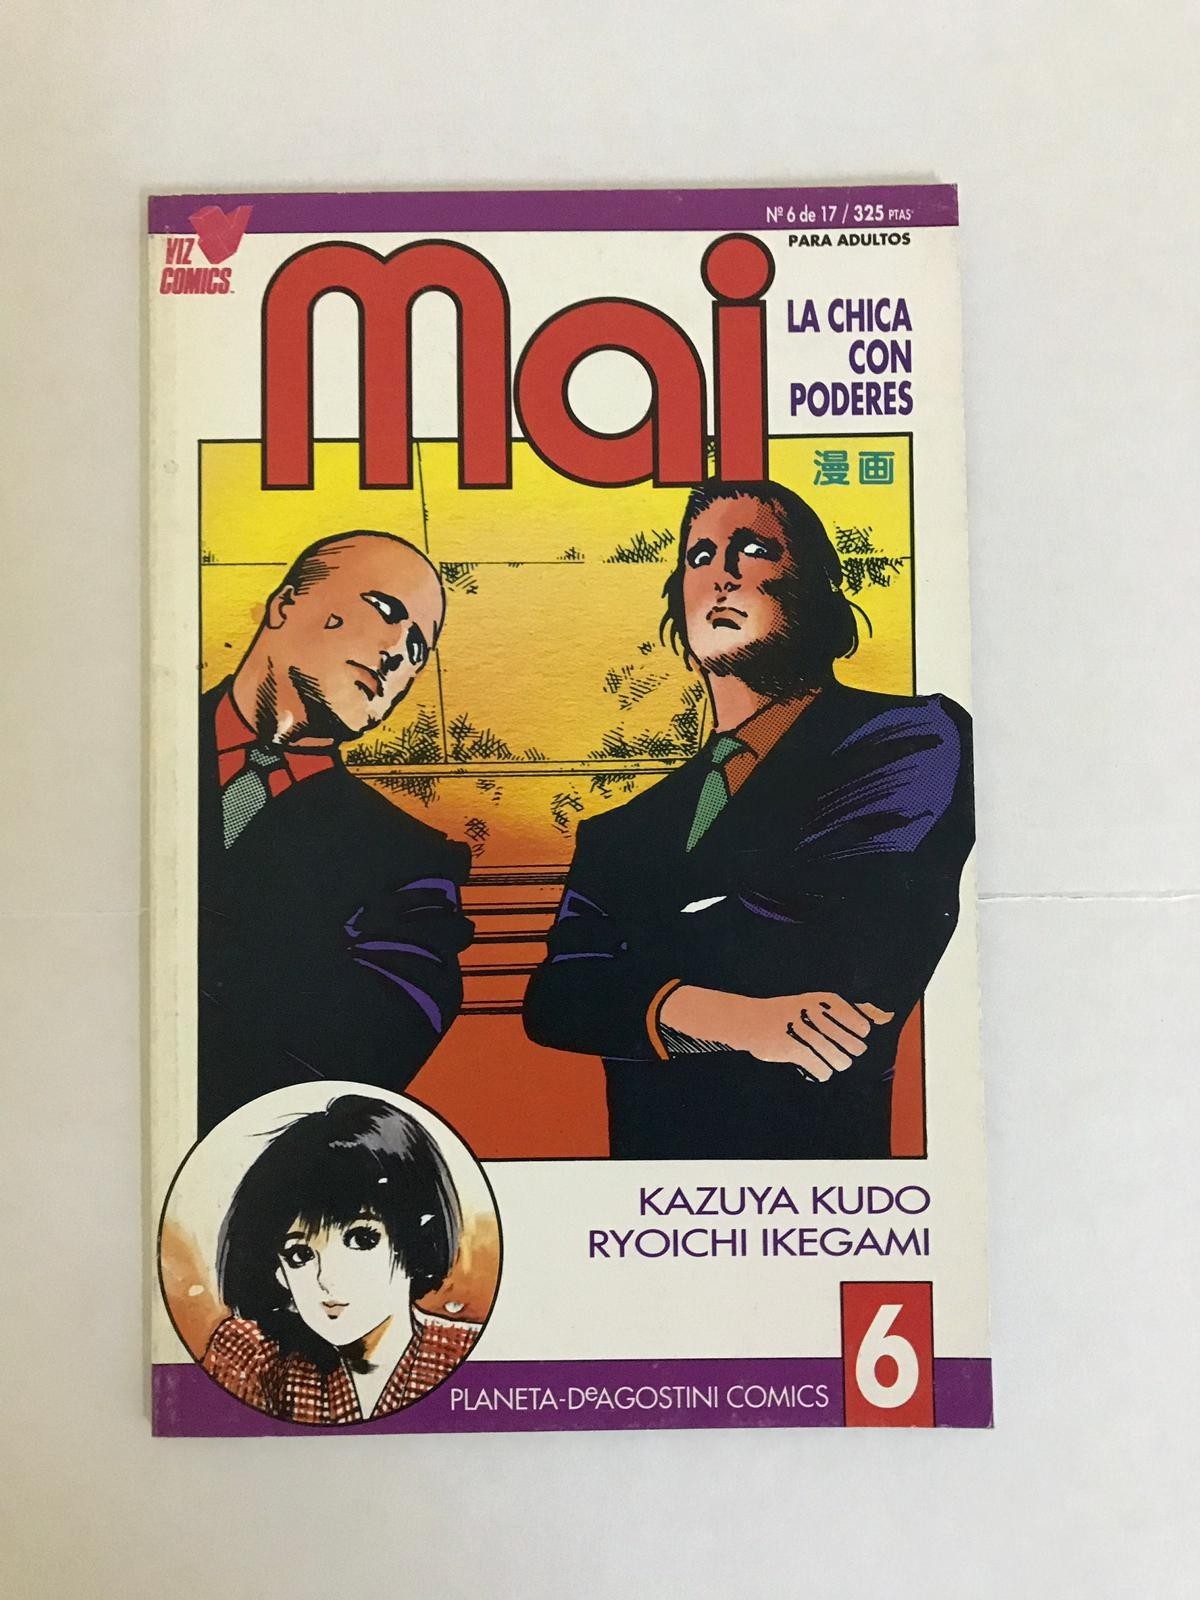 Nº 6 de 17 / 325 PTAS
VIZ
COMICS
PARA ADULTOS
mai
LA CHICA
CON
PODERES
漫画
KAZUYA KUDO
RYOICHI IKEGAMI
6
PLANETA-DeAGOSTINI COMICS